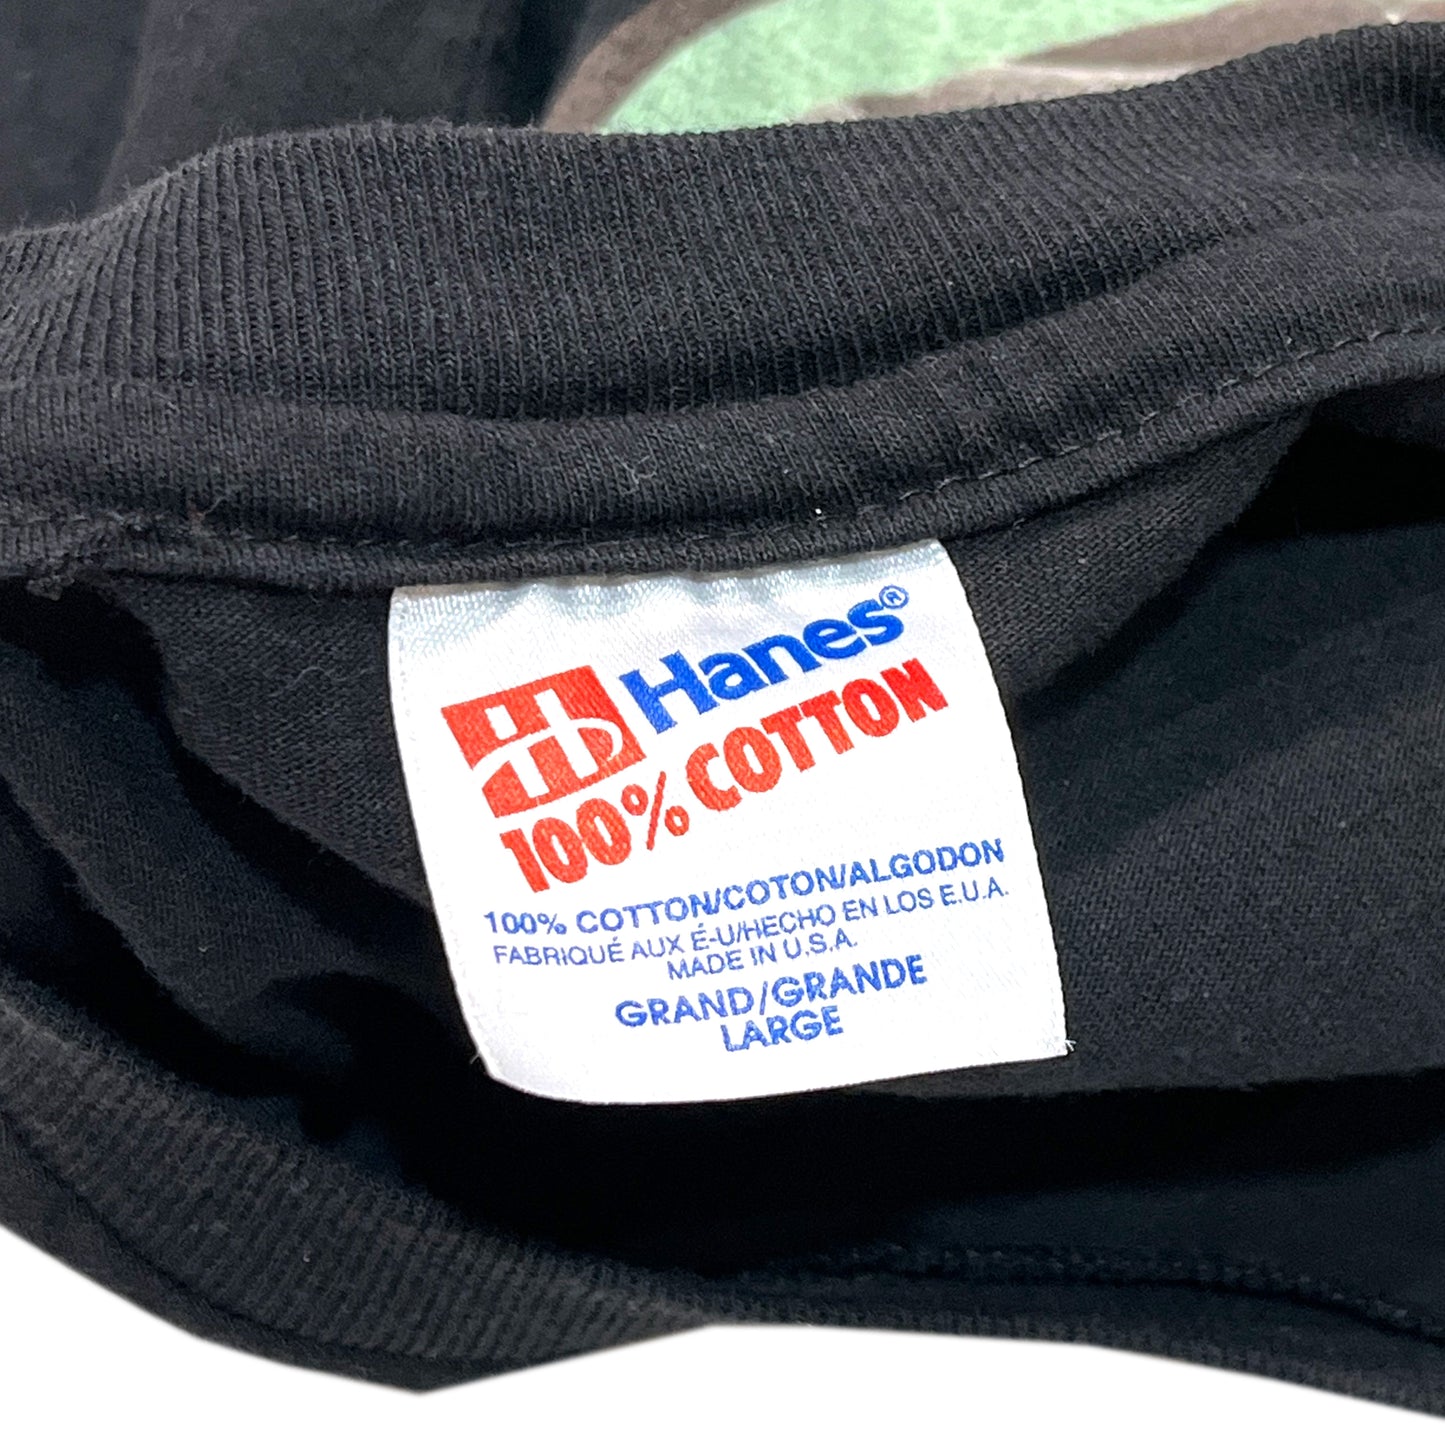 Hanes®
100% COTTON
100% COTTON/COTON/ALGODON
FABRIQUÉ AUX É-U/HECHO EN LOS E.U.A.
MADE IN U.S.A.
GRAND/GRANDE
LARGE